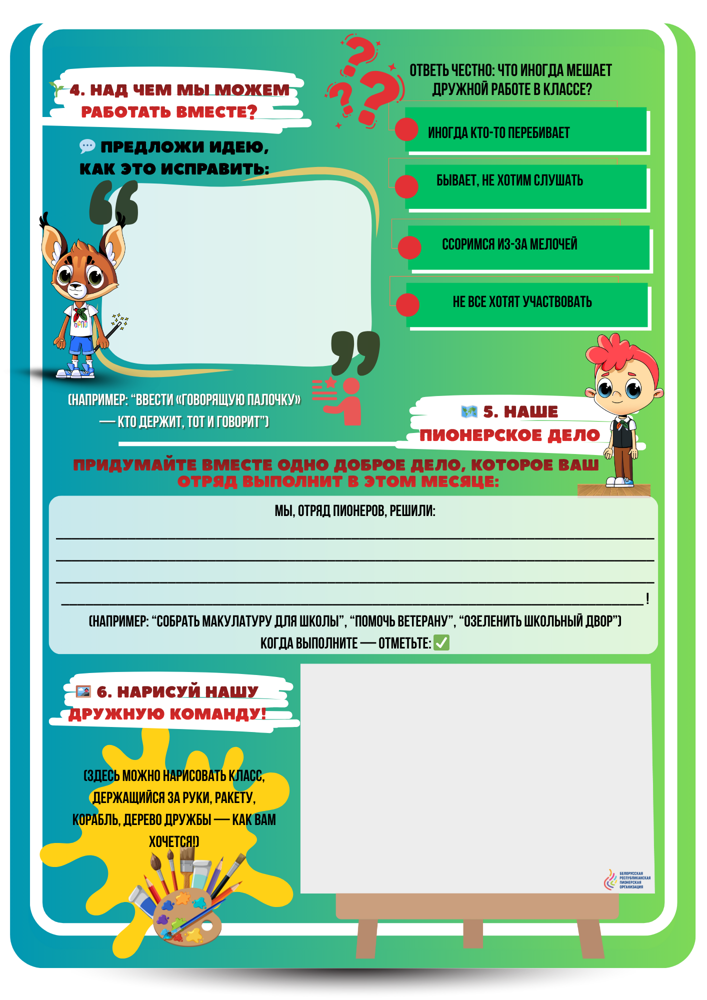 4. НАД ЧЕМ МЫ МОЖЕМ
РАБОТАТЬ ВМЕСТЕ?
ОТВЕТЬ ЧЕСТНО: ЧТО ИНОГДА МЕШАЕТ
ДРУЖНОЙ РАБОТЕ В КЛАССЕ?
ИНОГДА КТО-ТО ПЕРЕБИВАЕТ
БЫВАЕТ, НЕ ХОТИМ СЛУШАТЬ
ССОРИМСЯ ИЗ-ЗА МЕЛОЧЕЙ
НЕ ВСЕ ХОТЯТ УЧАСТВОВАТЬ
ПРЕДЛОЖИ ИДЕЮ,
КАК ЭТО ИСПРАВИТЬ:
БРПО
(НАПРИМЕР: “ВВЕСТИ «ГОВОРЯЩУЮ ПАЛОЧКУ»
— КТО ДЕРЖИТ, ТОТ И ГОВОРИТ”)
5. НАШЕ
ПИОНЕРСКОЕ ДЕЛО
ПРИДУМАЙТЕ ВМЕСТЕ ОДНО ДОБРОЕ ДЕЛО, КОТОРОЕ ВАШ
ОТРЯД ВЫПОЛНИТ В ЭТОМ МЕСЯЦЕ:
МЫ, ОТРЯД ПИОНЕРОВ, РЕШИЛИ:
!
(НАПРИМЕР: “СОБРАТЬ МАКУЛАТУРУ ДЛЯ ШКОЛЫ”, “ПОМОЧЬ ВЕТЕРАНУ”, “ОЗЕЛЕНИТЬ ШКОЛЬНЫЙ ДВОР”)
КОГДА ВЫПОЛНИТЕ — ОТМЕТЬТЕ: ✅
6. НАРИСУЙ НАШУ
ДРУЖНУЮ КОМАНДУ!
(ЗДЕСЬ МОЖНО НАРИСОВАТЬ КЛАСС,
ДЕРЖАЩИЙСЯ ЗА РУКИ, РАКЕТУ,
КОРАБЛЬ, ДЕРЕВО ДРУЖБЫ — КАК ВАМ
ХОЧЕТСЯ!)
БЕЛОРУССКАЯ
РЕСПУБЛИКАНСКАЯ
ПИОНЕРСКАЯ
ОРГАНИЗАЦИЯ